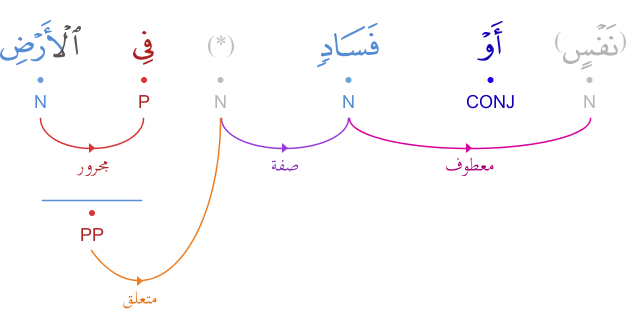 (نَفْسٍ) أَوْ فَسَادٍ (*) فِي ٱلْأَرْضِ
N CONJ N N P N
معطوف صفة مجرور
PP
متعلق